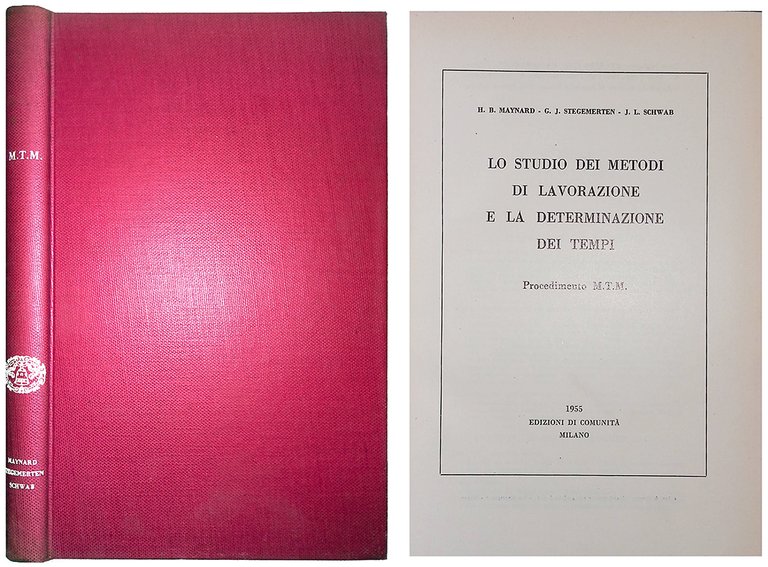 M.T.M.
MAYNARD
STEGEMERTEN
SCHWAB
H. B. MAYNARD - G. J. STEGEMERTEN - J. L. SCHWAB
LO STUDIO DEI METODI
DI LAVORAZIONE
E LA DETERMINAZIONE
DEI TEMPI
Procedimento M.T.M.
1955
EDIZIONI DI COMUNITÀ
MILANO